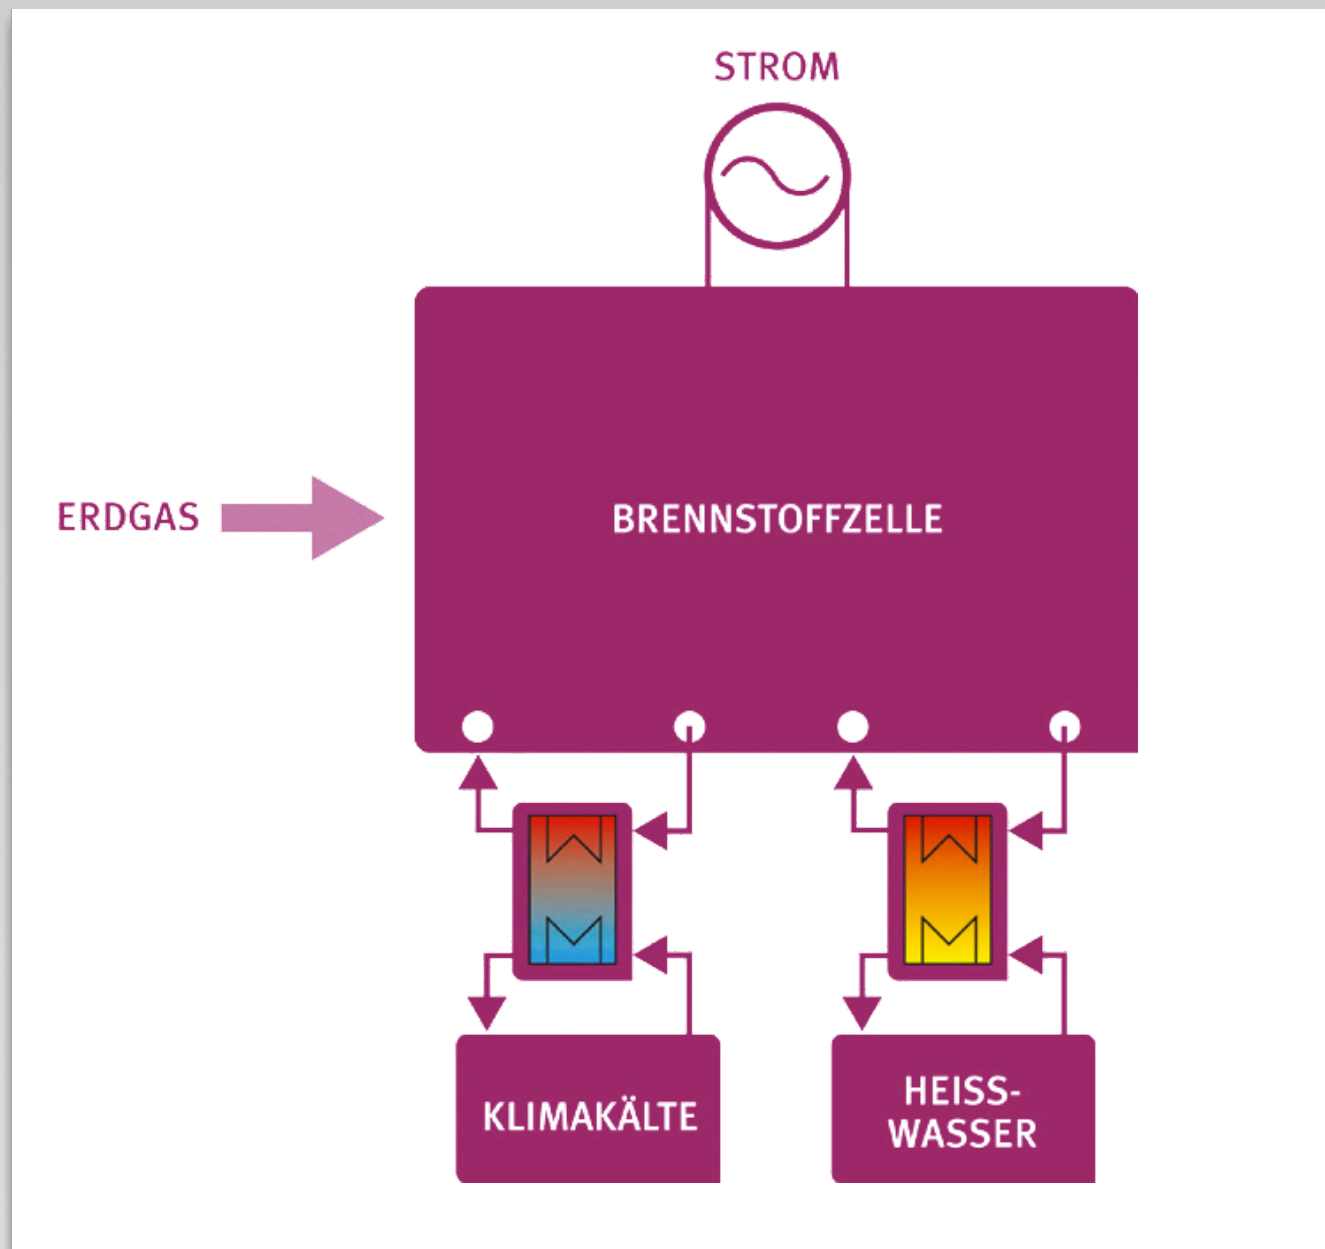 STROM
ERDGAS
BRENNSTOFFZELLE
KLIMAKÄLTE
HEISS-
WASSER